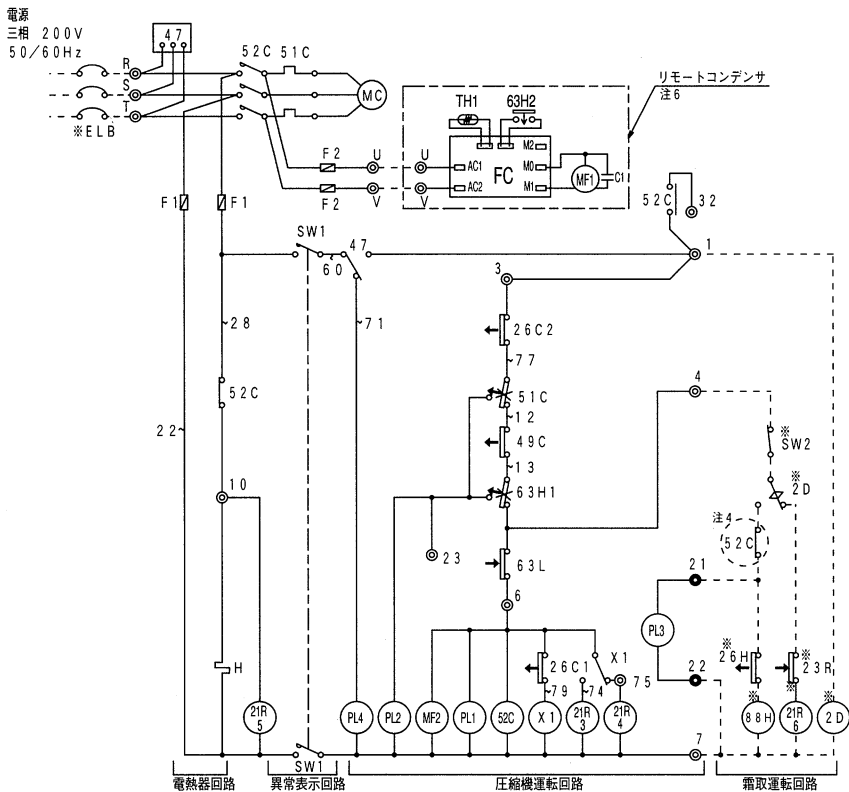 電源
三相 200V
50/60Hz
47
52C 51C
R
S
T
MC
※ELB
リモートコンデンサ
注6
TH1
63H2
F2
U
U
AC1
FC
M2
M0
M1
MF1
C1
V
V
AC2
F2
F1
F1
52C
32
SW1
60
47
1
3
28
71
26C2
77
51C
12
49C
13
63H1
4
※
SW2
※
2D
52C
22
10
23
63L
注4
52C
21
6
PL3
H
26C1
X1
79
74
75
22
※
26H
※
23R
※
21R
5
PL4
PL2
MF2
PL1
52C
X1
21R
3
21R
4
※
88H
21R
6
※
2D
7
SW1
電熱器回路
異常表示回路
圧縮機運転回路
霜取運転回路